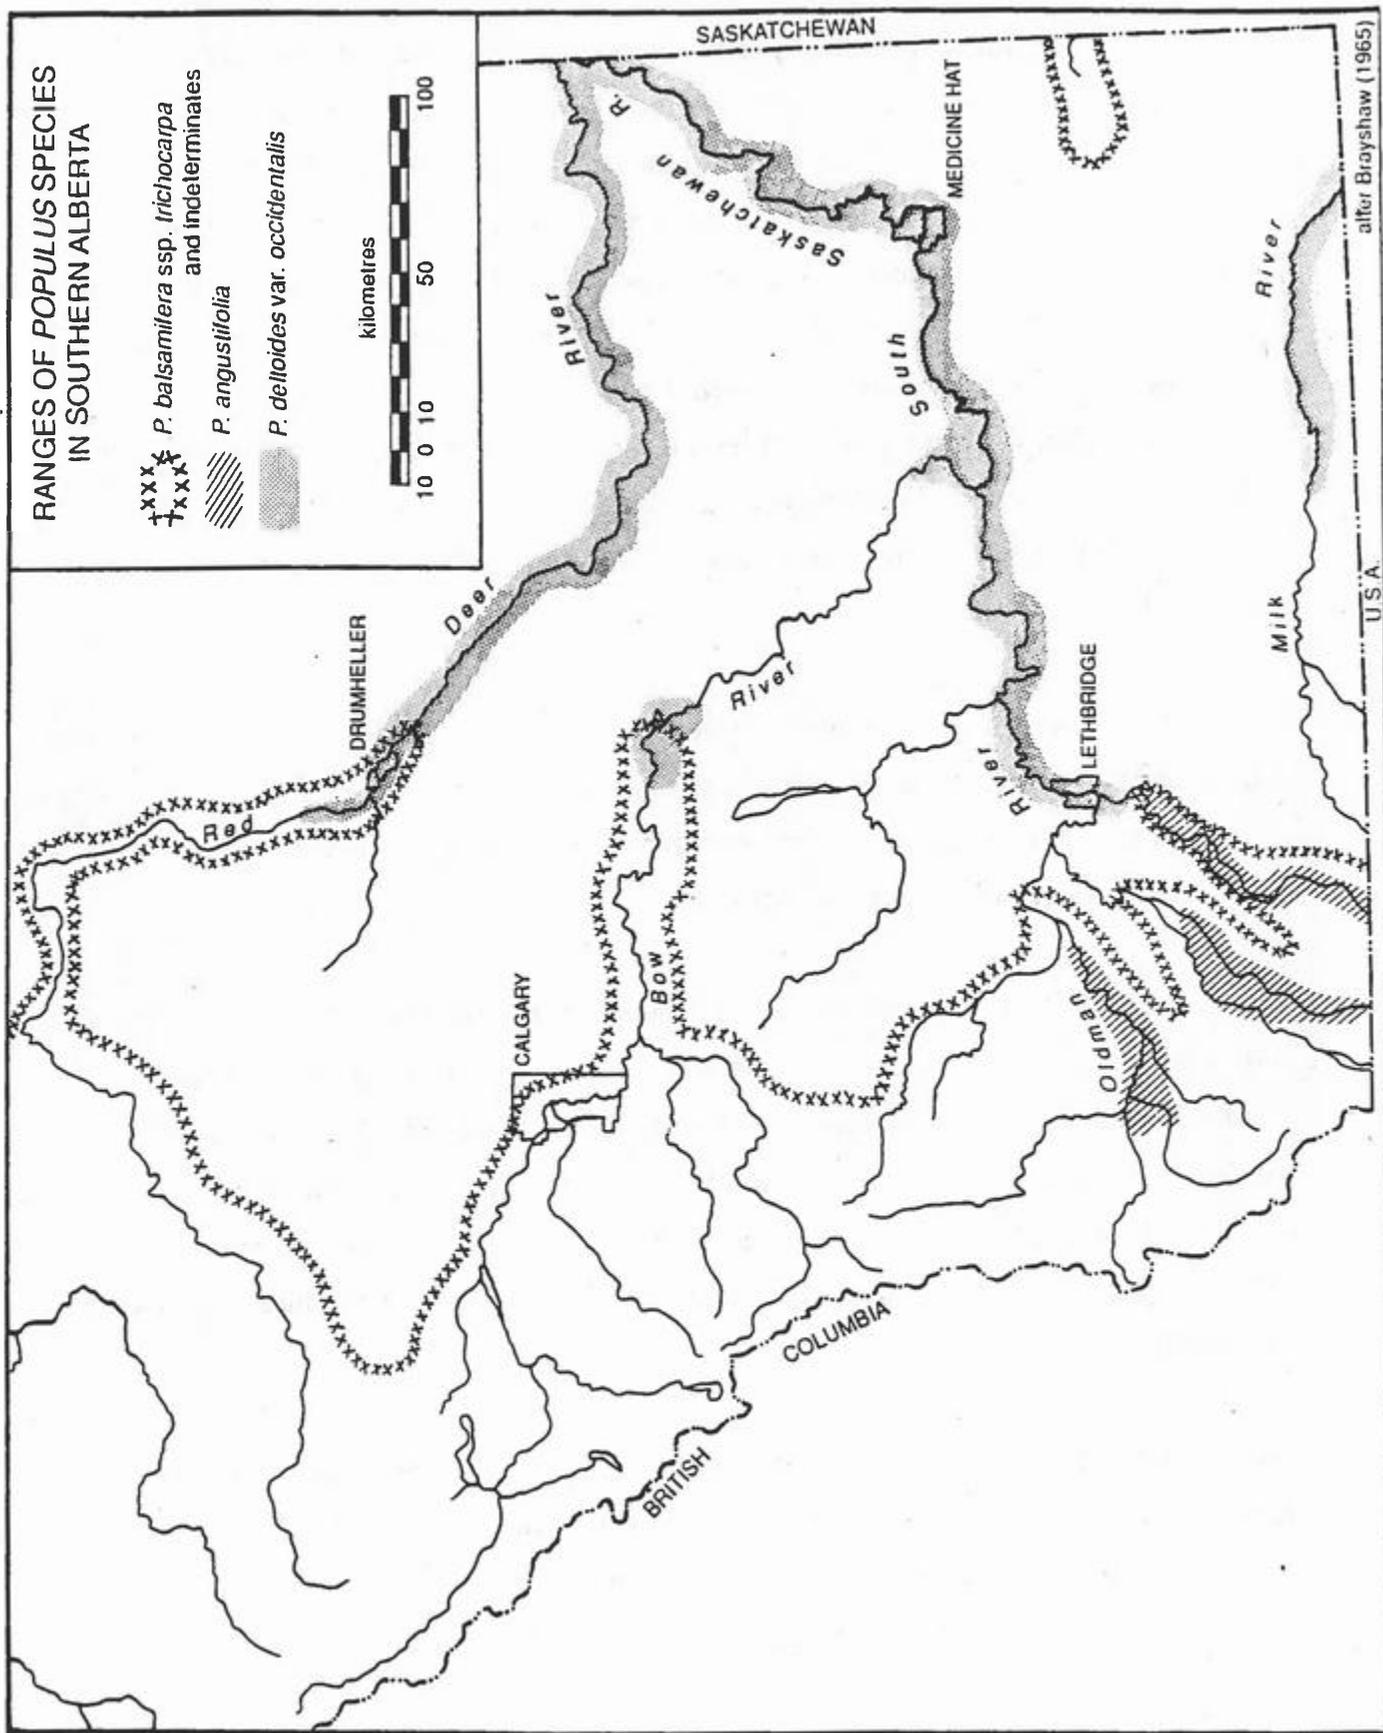 RANGES OF POPULUS SPECIES
IN SOUTHERN ALBERTA
P. balsamifera ssp. trichocarpa
and indeterminates
P. angustifolia
P. deltoides var. occidentalis
kilometres
10 0 10 50 100
SASKATCHEWAN
DRUMHELLER
Red
Deer
River
South
Saskatchewan
R.
MEDICINE HAT
CALGARY
Bow
River
Oldman
River
LETHBRIDGE
Milk
River
BRITISH
COLUMBIA
U.S.A.
after Brayshaw (1965)